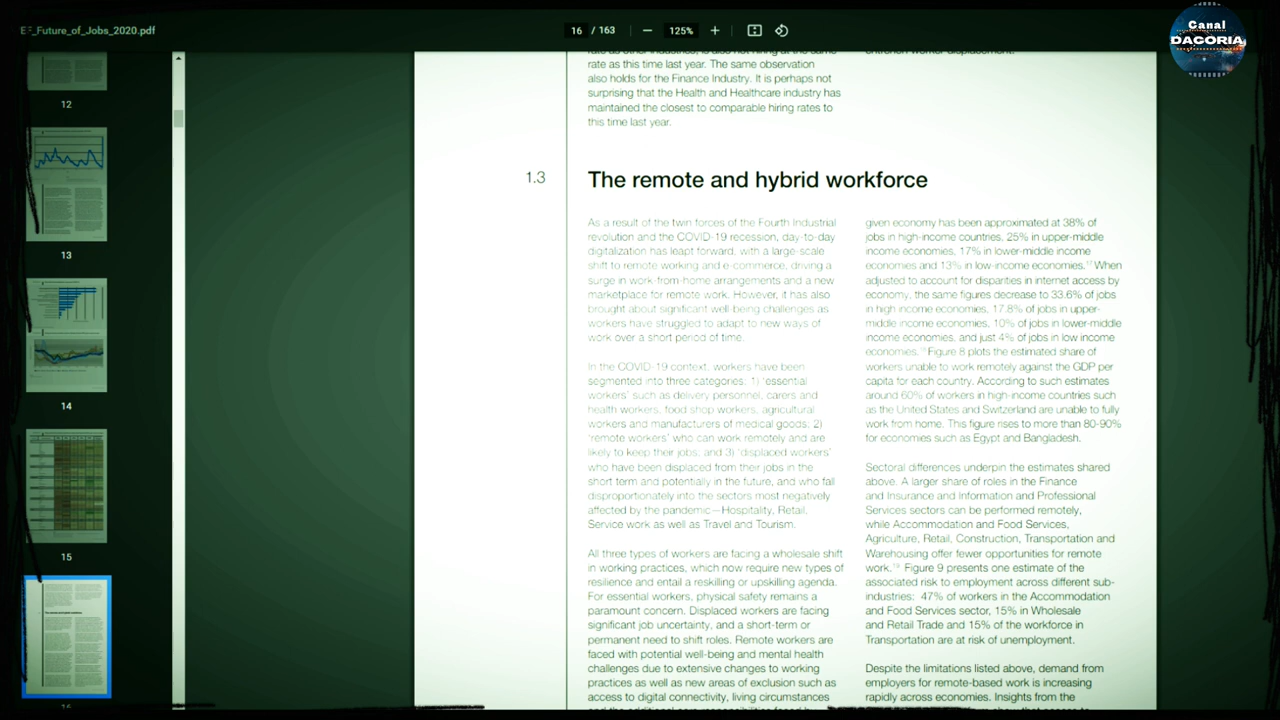 EF_Future_of_Jobs_2020.pdf
16 / 163
125%
Canal
DACORIA
12
13
14
15
16
rate as this time last year. The same observation
also holds for the Finance Industry. It is perhaps not
surprising that the Health and Healthcare industry has
maintained the closest to comparable hiring rates to
this time last year.
1.3
The remote and hybrid workforce
As a result of the twin forces of the Fourth Industrial
revolution and the COVID-19 recession, day-to-day
digitalization has leapt forward, with a large-scale
shift to remote working and e-commerce, driving a
surge in work-from-home arrangements and a new
marketplace for remote work. However, it has also
brought about significant well-being challenges as
workers have struggled to adapt to new ways of
work over a short period of time.
In the COVID-19 context, workers have been
segmented into three categories: 1) 'essential
workers' such as delivery personnel, carers and
health workers, food shop workers, agricultural
workers and manufacturers of medical goods; 2)
'remote workers' who can work remotely and are
likely to keep their jobs; and 3) 'displaced workers'
who have been displaced from their jobs in the
short term and potentially in the future, and who fall
disproportionately into the sectors most negatively
affected by the pandemic—Hospitality, Retail,
Service work as well as Travel and Tourism.
All three types of workers are facing a wholesale shift
in working practices, which now require new types of
resilience and entail a reskilling or upskilling agenda.
For essential workers, physical safety remains a
paramount concern. Displaced workers are facing
significant job uncertainty, and a short-term or
permanent need to shift roles. Remote workers are
faced with potential well-being and mental health
challenges due to extensive changes to working
practices as well as new areas of exclusion such as
access to digital connectivity, living circumstances
given economy has been approximated at 38% of
jobs in high-income countries, 25% in upper-middle
income economies, 17% in lower-middle income
economies and 13% in low-income economies.17 When
adjusted to account for disparities in internet access by
economy, the same figures decrease to 33.6% of jobs
in high income economies, 17.8% of jobs in upper-
middle income economies, 10% of jobs in lower-middle
income economies, and just 4% of jobs in low income
economies.18 Figure 8 plots the estimated share of
workers unable to work remotely against the GDP per
capita for each country. According to such estimates
around 60% of workers in high-income countries such
as the United States and Switzerland are unable to fully
work from home. This figure rises to more than 80-90%
for economies such as Egypt and Bangladesh.
Sectoral differences underpin the estimates shared
above. A larger share of roles in the Finance
and Insurance and Information and Professional
Services sectors can be performed remotely,
while Accommodation and Food Services,
Agriculture, Retail, Construction, Transportation and
Warehousing offer fewer opportunities for remote
work.19 Figure 9 presents one estimate of the
associated risk to employment across different sub-
industries: 47% of workers in the Accommodation
and Food Services sector, 15% in Wholesale
and Retail Trade and 15% of the workforce in
Transportation are at risk of unemployment.
Despite the limitations listed above, demand from
employers for remote-based work is increasing
rapidly across economies. Insights from the